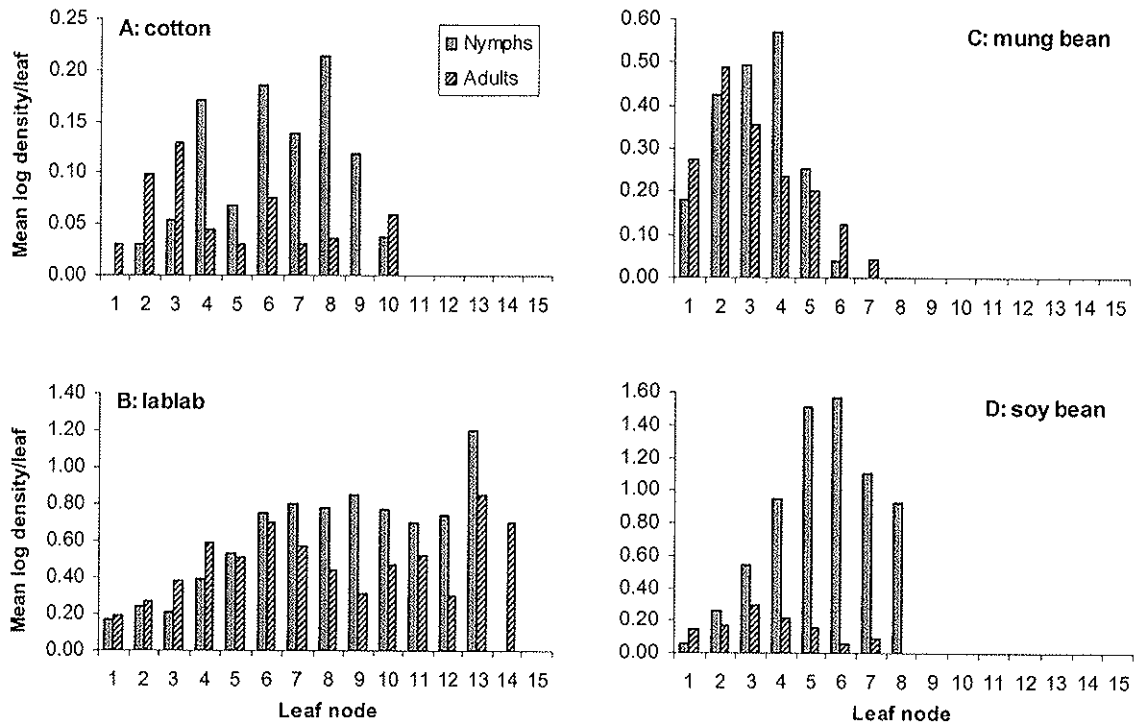 A: cotton
Nymphs
Adults
Mean log density/leaf
0.25
0.20
0.15
0.10
0.05
0.00
1 2 3 4 5 6 7 8 9 10 11 12 13 14 15
C: mung bean
0.60
0.50
0.40
0.30
0.20
0.10
0.00
1 2 3 4 5 6 7 8 9 10 11 12 13 14 15
B: lablab
Mean log density/leaf
1.40
1.20
1.00
0.80
0.60
0.40
0.20
0.00
1 2 3 4 5 6 7 8 9 10 11 12 13 14 15
Leaf node
D: soy bean
1.60
1.40
1.20
1.00
0.80
0.60
0.40
0.20
0.00
1 2 3 4 5 6 7 8 9 10 11 12 13 14 15
Leaf node